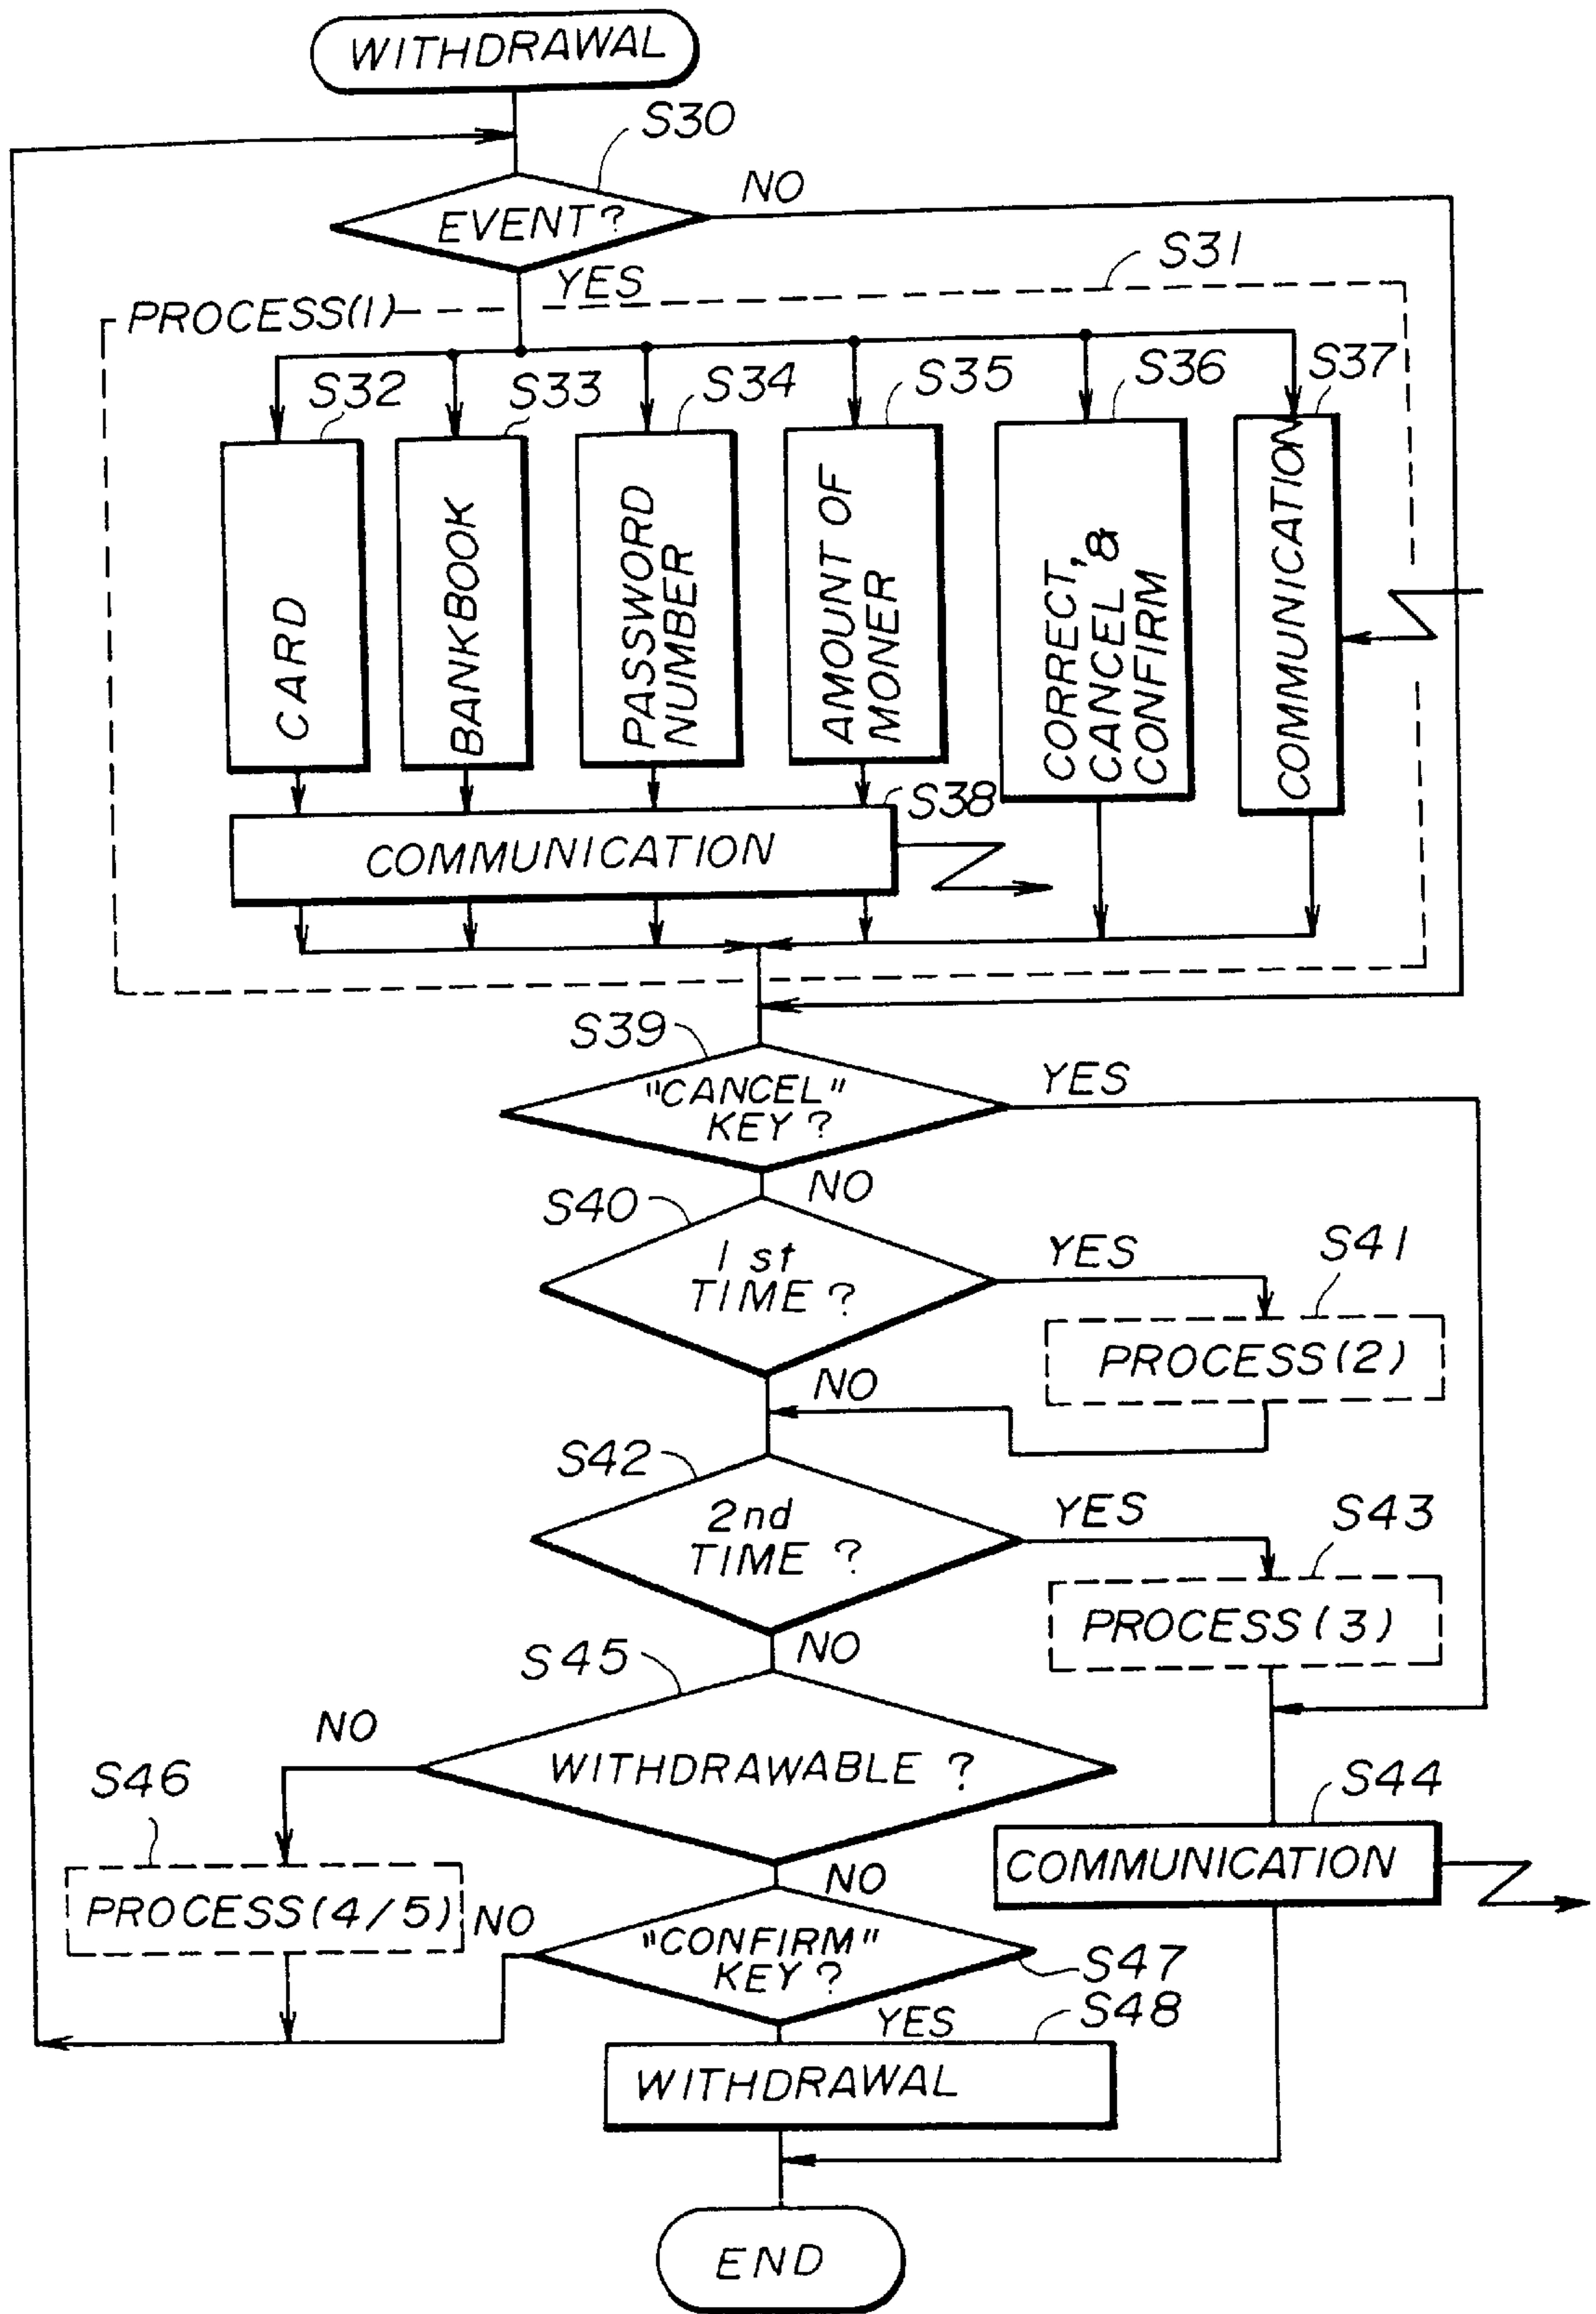 WITHDRAWAL
S30
EVENT?
NO
YES
S31
PROCESS(1)
S32
S33
S34
S35
S36
S37
CARD
BANKBOOK
PASSWORD
NUMBER
AMOUNT OF
MONER
CORRECT,
CANCEL &
CONFIRM
COMMUNICATION
S38
COMMUNICATION
S39
"CANCEL"
KEY?
YES
NO
S40
1st
TIME?
YES
S41
PROCESS(2)
NO
S42
2nd
TIME?
YES
S43
PROCESS(3)
NO
S45
NO
WITHDRAWABLE?
S46
S44
COMMUNICATION
NO
PROCESS(4/5)
NO
"CONFIRM"
KEY?
S47
S48
YES
WITHDRAWAL
END